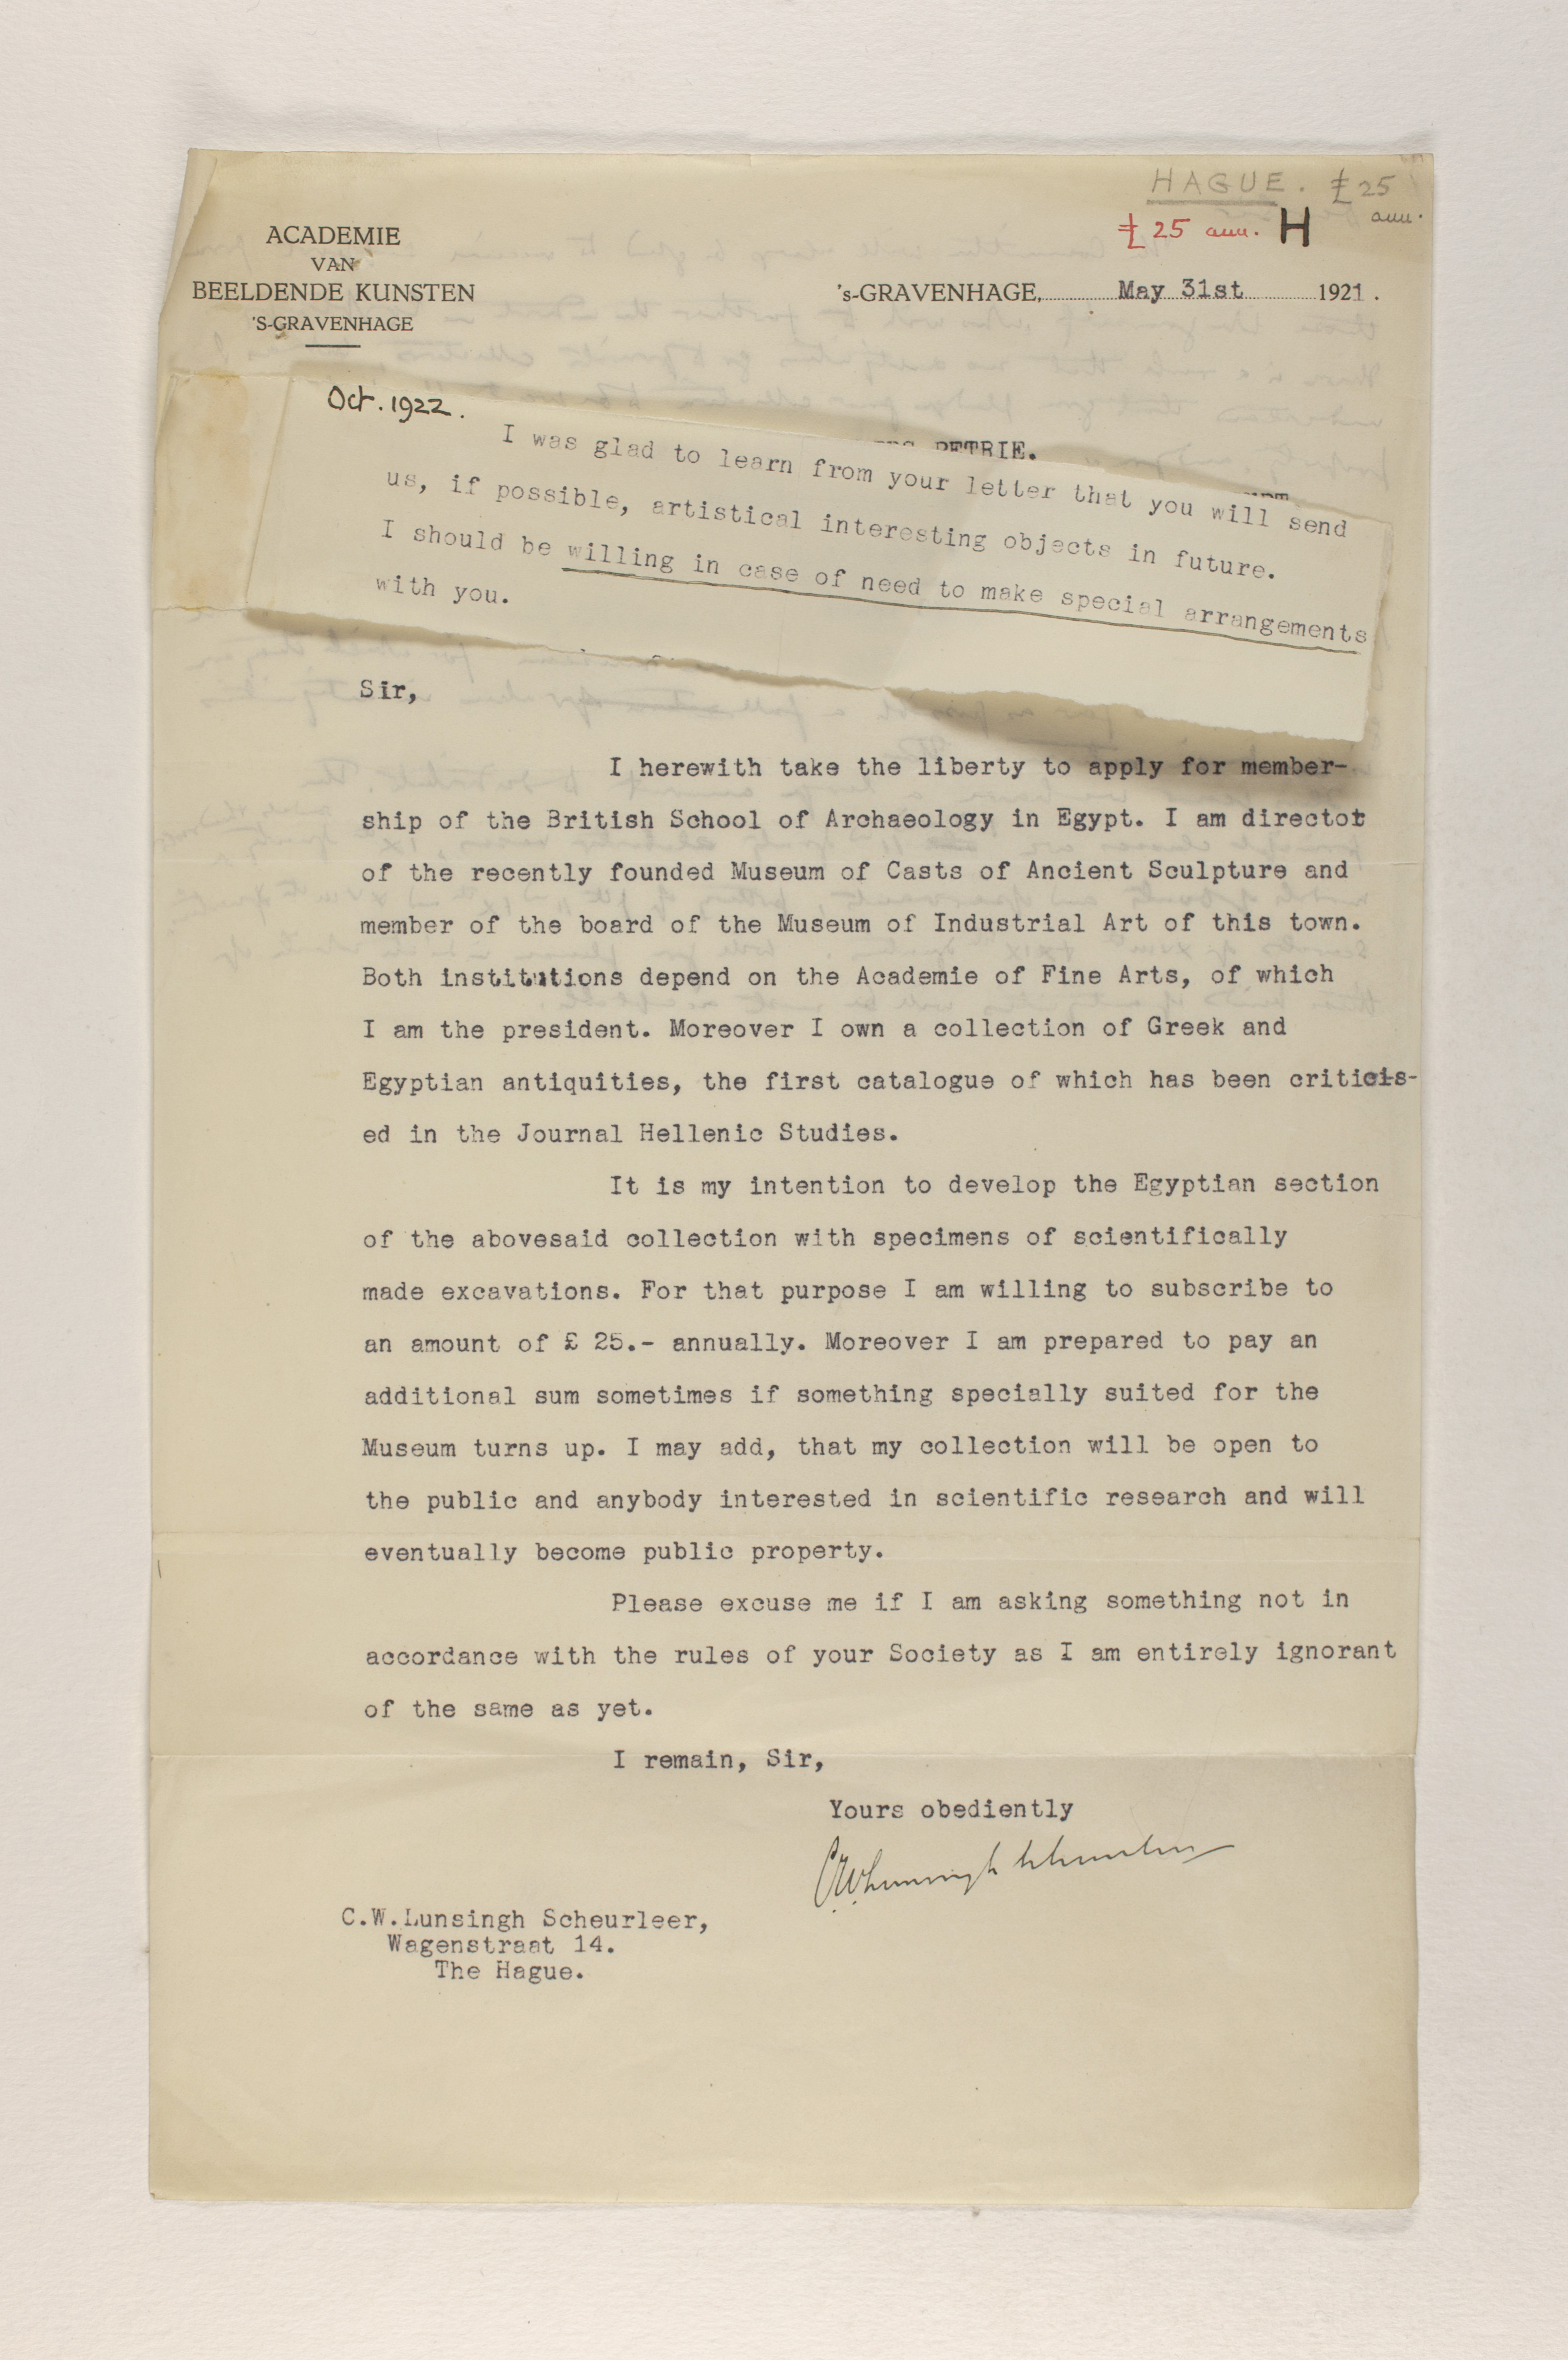 HAGUE. £25
ann.
£25 ann. H
ACADEMIE
VAN
BEELDENDE KUNSTEN
'S-GRAVENHAGE
's-GRAVENHAGE, May 31st 1921.
Oct. 1922.
PETRIE.
I was glad to learn from your letter that you will send
us, if possible, artistical interesting objects in future.
I should be willing in case of need to make special arrangements
with you.
Sir,
I herewith take the liberty to apply for member-
ship of the British School of Archaeology in Egypt. I am director
of the recently founded Museum of Casts of Ancient Sculpture and
member of the board of the Museum of Industrial Art of this town.
Both institutions depend on the Academie of Fine Arts, of which
I am the president. Moreover I own a collection of Greek and
Egyptian antiquities, the first catalogue of which has been criticis-
ed in the Journal Hellenic Studies.
It is my intention to develop the Egyptian section
of the abovesaid collection with specimens of scientifically
made excavations. For that purpose I am willing to subscribe to
an amount of £ 25.- annually. Moreover I am prepared to pay an
additional sum sometimes if something specially suited for the
Museum turns up. I may add, that my collection will be open to
the public and anybody interested in scientific research and will
eventually become public property.
Please excuse me if I am asking something not in
accordance with the rules of your Society as I am entirely ignorant
of the same as yet.
I remain, Sir,
Yours obediently
CWLunsingh Scheurleer
C.W.Lunsingh Scheurleer,
Wagenstraat 14.
The Hague.